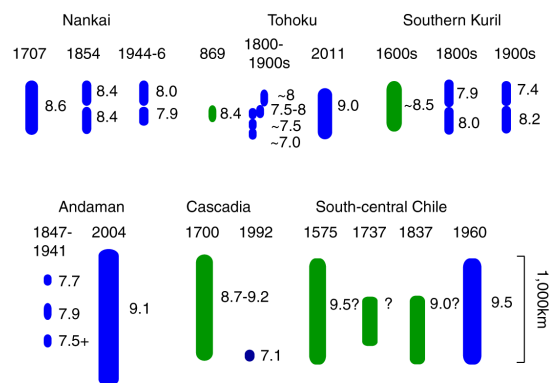 Nankai Tohoku Southern Kuril
1707 1854 1944-6 869 1800-
1900s 2011 1600s 1800s 1900s
8.6 8.4 8.0 8.4 ~8 9.0 ~8.5 7.9 7.4
8.4 7.9 7.5-8 8.0 8.2
~7.5
~7.0
Andaman Cascadia South-central Chile
1847-
1941 2004 1700 1992 1575 1737 1837 1960
7.7 9.1 8.7-9.2 9.5? ? 9.0? 9.5
7.9
7.5+ 7.1
1,000km